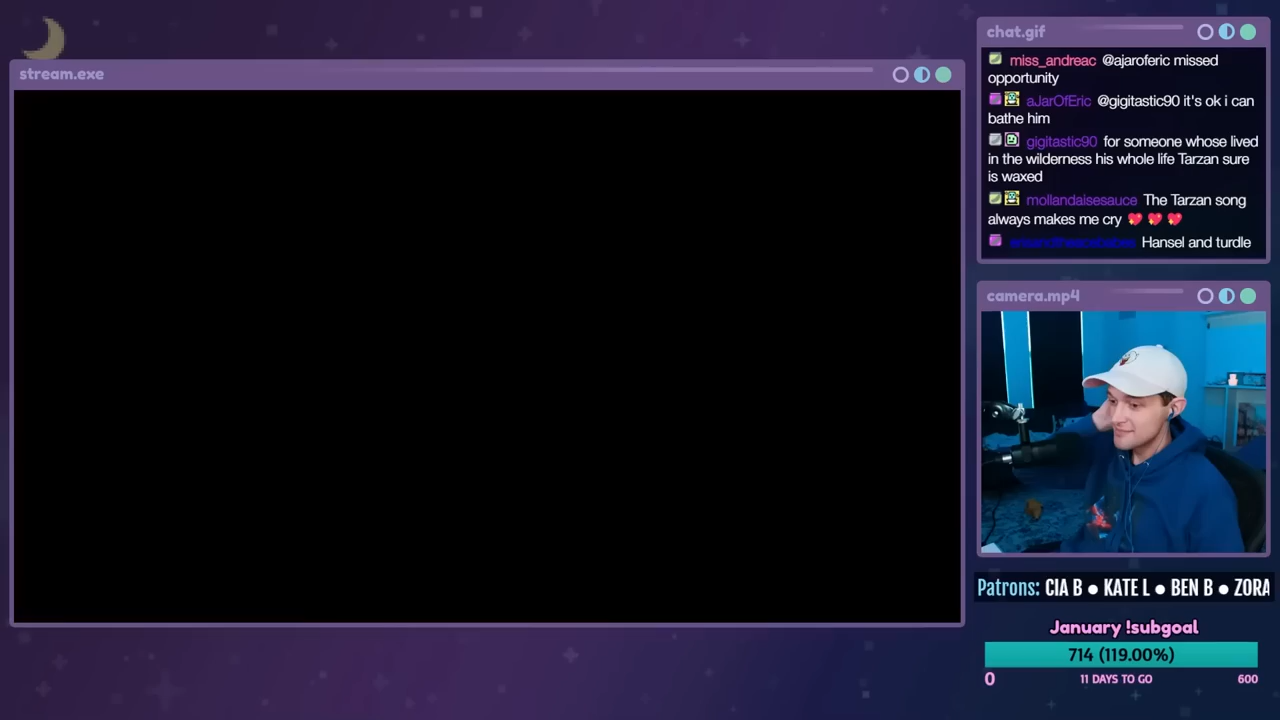 stream.exe
chat.gif
miss_andreac @ajaroferic missed
opportunity
aJarOfEric @gigitastic90 it's ok i can
bathe him
gigitastic90 for someone whose lived
in the wilderness his whole life Tarzan sure
is waxed
mollandaisesauce The Tarzan song
always makes me cry 💖 💖 💖
Hansel and turdle
camera.mp4
Patrons: CIA B ● KATE L ● BEN B ● ZORA
January !subgoal
714 (119.00%)
0 11 DAYS TO GO 600